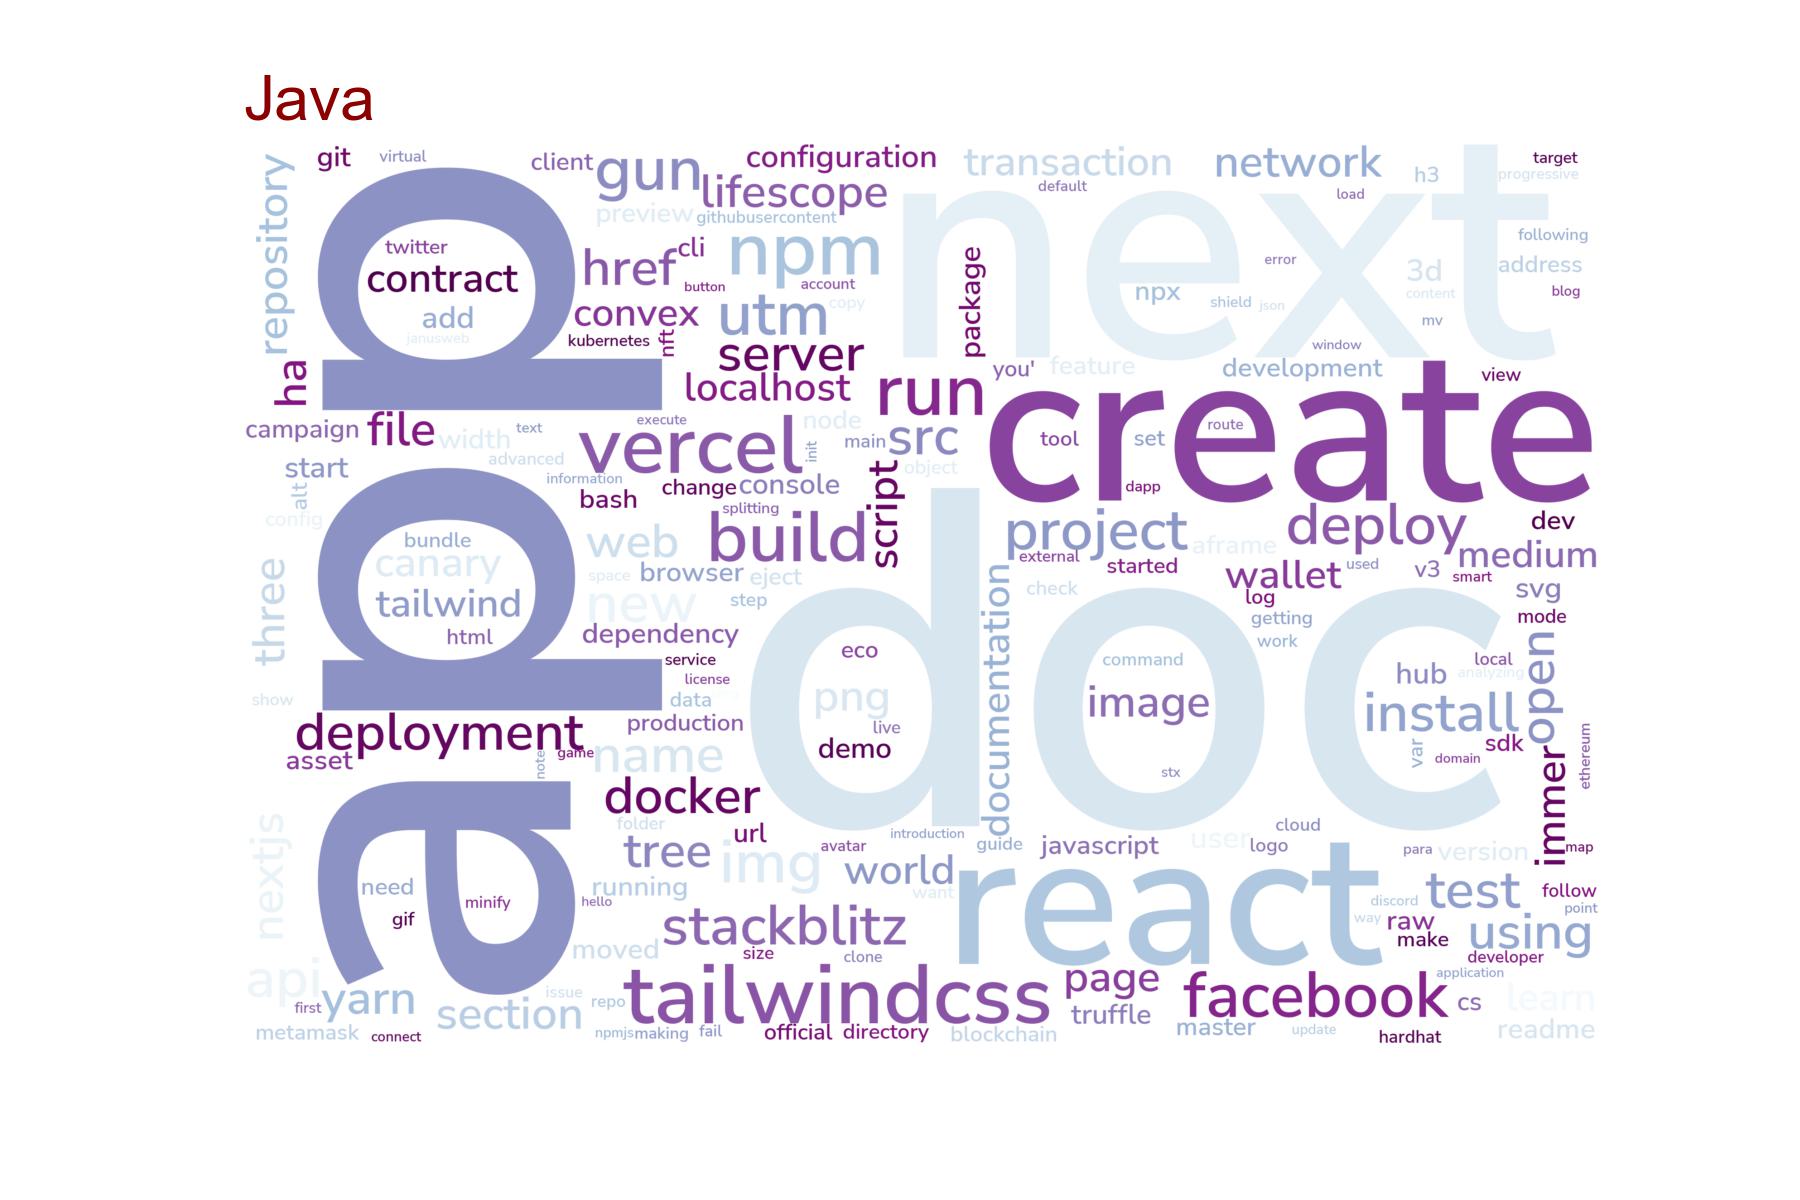 Java
git
virtual
client
gun
configuration
transaction
network
h3
target
progressive
repository
lifescope
default
load
preview
githubusercontent
next
twitter
contract
add
janusweb
app
href
cli
npm
button
account
copy
package
error
following
3d
address
content
blog
npx
shield
json
mv
convex
utm
kubernetes
nft
server
window
ha
localhost
run
you'
feature
development
view
create
campaign
file
width
text
execute
vercel
init
node
main
src
tool
set
route
start
advanced
information
object
alt
config
bash
change
console
script
dapp
splitting
build
project
deploy
dev
bundle
canary
tailwind
html
web
browser
eject
space
new
step
external
started
aframe
wallet
used
v3
medium
smart
svg
check
log
getting
mode
work
three
dependency
service
license
data
doc
eco
png
live
demo
documentation
command
image
stx
hub
local
analyzing
install
open
var
domain
sdk
ethereum
show
production
deployment
asset
note
game
name
immer
docker
folder
url
introduction
guide
javascript
user
cloud
logo
para
version
map
nextjs
tree
img
avatar
world
want
react
need
gif
minify
running
hello
test
follow
discord
point
way
raw
make
using
stackblitz
moved
size
clone
developer
api
yarn
first
section
issue
repo
tailwindcss
page
truffle
facebook
application
cs
learn
metamask
connect
npmjs
making
fail
official
directory
blockchain
master
update
hardhat
readme